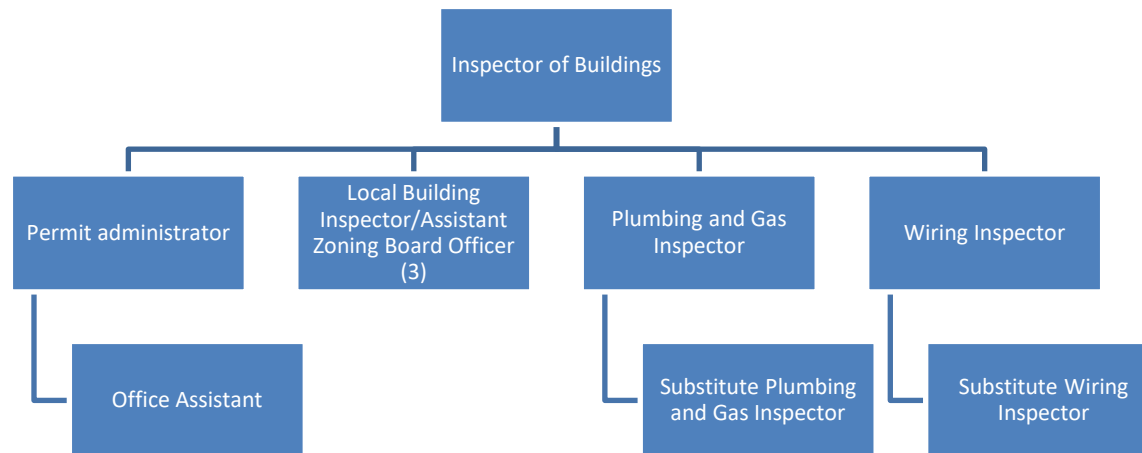 Inspector of Buildings
Permit administrator
Local Building
Inspector/Assistant
Zoning Board Officer
(3)
Plumbing and Gas
Inspector
Wiring Inspector
Office Assistant
Substitute Plumbing
and Gas Inspector
Substitute Wiring
Inspector